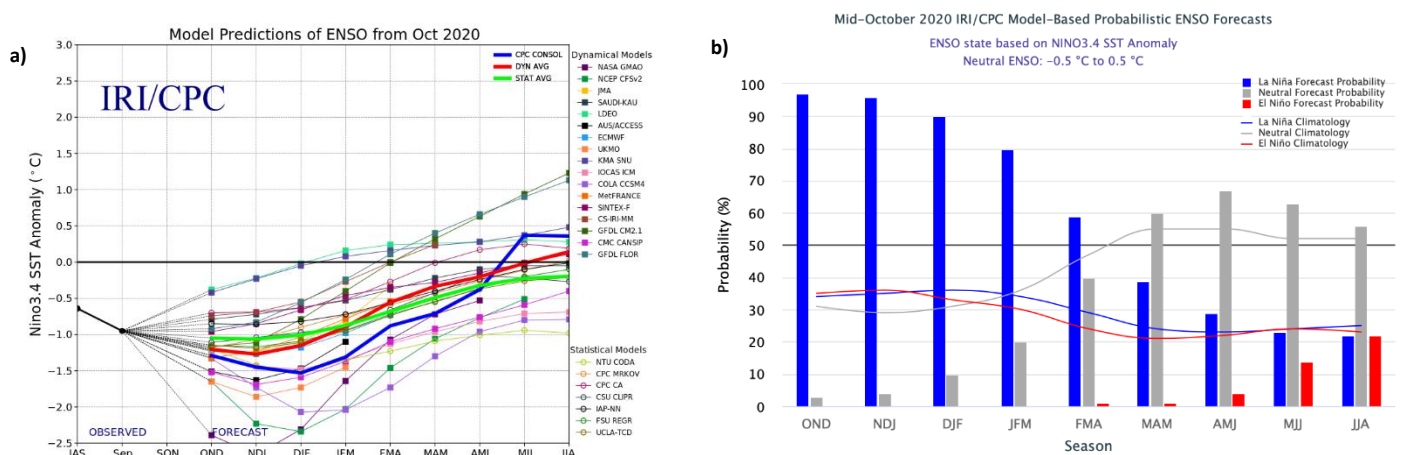 a)
Model Predictions of ENSO from Oct 2020
IRI/CPC
CPC CONSOL
DYN AVG
STAT AVG
Nino3.4 SST Anomaly (°C)
3.0
2.5
2.0
1.5
1.0
0.5
0.0
−0.5
−1.0
−1.5
−2.0
−2.5
OBSERVED
FORECAST
JAS
Sep
SON
OND
NDJ
DJF
JFM
FMA
MAM
AMJ
MJJ
JJA
Dynamical Models
NASA GMAO
NCEP CFSv2
JMA
SAUDI-KAU
LDEO
AUS/ACCESS
ECMWF
UKMO
KMA SNU
IOCAS ICM
COLA CCSM4
MetFRANCE
SINTEX-F
CS-IRI-MM
GFDL CM2.1
CMC CANSIP
GFDL FLOR
Statistical Models
NTU CODA
CPC MRKOV
CPC CA
CSU CLIPR
IAP-NN
FSU REGR
UCLA-TCD
b)
Mid-October 2020 IRI/CPC Model-Based Probabilistic ENSO Forecasts
ENSO state based on NINO3.4 SST Anomaly
Neutral ENSO: -0.5 °C to 0.5 °C
La Niña Forecast Probability
Neutral Forecast Probability
El Niño Forecast Probability
La Niña Climatology
Neutral Climatology
El Niño Climatology
Probability (%)
100
90
80
70
60
50
40
30
20
10
0
OND
NDJ
DJF
JFM
FMA
MAM
AMJ
MJJ
JJA
Season